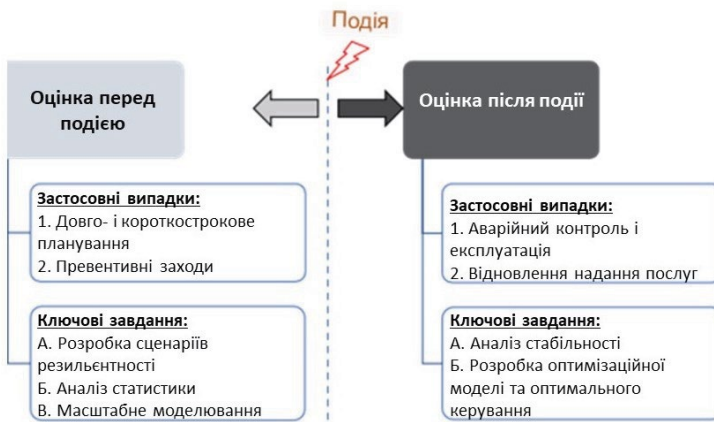 Подія
Оцінка перед
подією
Оцінка після події
Застосовні випадки:
1. Довго- і короткострокове
планування
2. Превентивні заходи
Застосовні випадки:
1. Аварійний контроль і
експлуатація
2. Відновлення надання послуг
Ключові завдання:
А. Розробка сценаріїв
резильєнтності
Б. Аналіз статистики
В. Масштабне моделювання
Ключові завдання:
А. Аналіз стабільності
Б. Розробка оптимізаційної
моделі та оптимального
керування